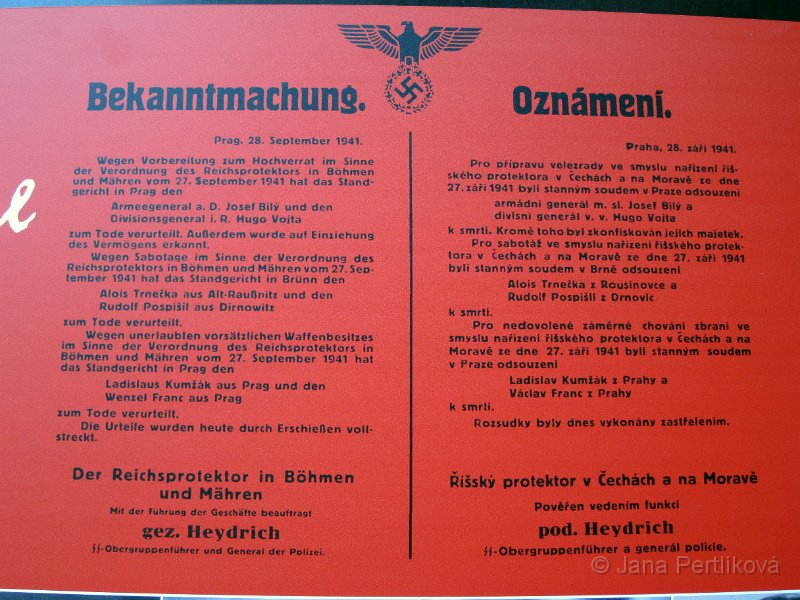 Bekanntmachung.
Prag. 28. September 1941.
Wegen Vorbereitung zum Hochverrat im Sinne
der Verordnung des Reichsprotektors in Böhmen
und Mähren vom 27. September 1941 hat das Stand-
gericht in Prag den
Armeegeneral a. D. Josef Bílý und den
Divisionsgeneral i. R. Hugo Vojta
zum Tode verurteilt. Außerdem wurde auf Einziehung
des Vermögens erkannt.
Wegen Sabotage im Sinne der Verordnung des
Reichsprotektors in Böhmen und Mähren vom 27. Sep-
tember 1941 hat das Standgericht in Brünn den
Alois Trnečka aus Alt-Raußnitz und den
Rudolf Pospíšil aus Dirnowitz
zum Tode verurteilt.
Wegen unerlaubten vorsätzlichen Waffenbesitzes
im Sinne der Verordnung des Reichsprotektors in
Böhmen und Mähren vom 27. September 1941 hat
das Standgericht in Prag den
Ladislaus Kumžák aus Prag und den
Wenzel Franc aus Prag
zum Tode verurteilt.
Die Urteile wurden heute durch Erschießen voll-
streckt.
Der Reichsprotektor in Böhmen
und Mähren
Mit der Führung der Geschäfte beauftragt
gez. Heydrich
SS-Obergruppenführer und General der Polizei.
Oznámení.
Praha, 28. září 1941.
Pro přípravu velezrady ve smyslu nařízení říš-
ského protektora v Čechách a na Moravě ze dne
27. září 1941 byli stanným soudem v Praze odsouzeni
armádní generál m. sl. Josef Bílý a
divisní generál v. v. Hugo Vojta
k smrti. Kromě toho byl zkonfiskován jejich majetek.
Pro sabotáž ve smyslu nařízení říšského protek-
tora v Čechách a na Moravě ze dne 27. září 1941
byli stanným soudem v Brně odsouzeni
Alois Trnečka z Rousínovce a
Rudolf Pospíšil z Drnovic
k smrti.
Pro nedovolené záměrné chování zbraní ve
smyslu nařízení říšského protektora v Čechách a na
Moravě ze dne 27. září 1941 byli stanným soudem
v Praze odsouzeni
Ladislav Kumžák z Prahy a
Václav Franc z Prahy
k smrti.
Rozsudky byly dnes vykonány zastřelením.
Říšský protektor v Čechách a na Moravě
Pověřen vedením funkcí
pod. Heydrich
SS-Obergruppenführer a generál policie.
© Jana Pertlíková